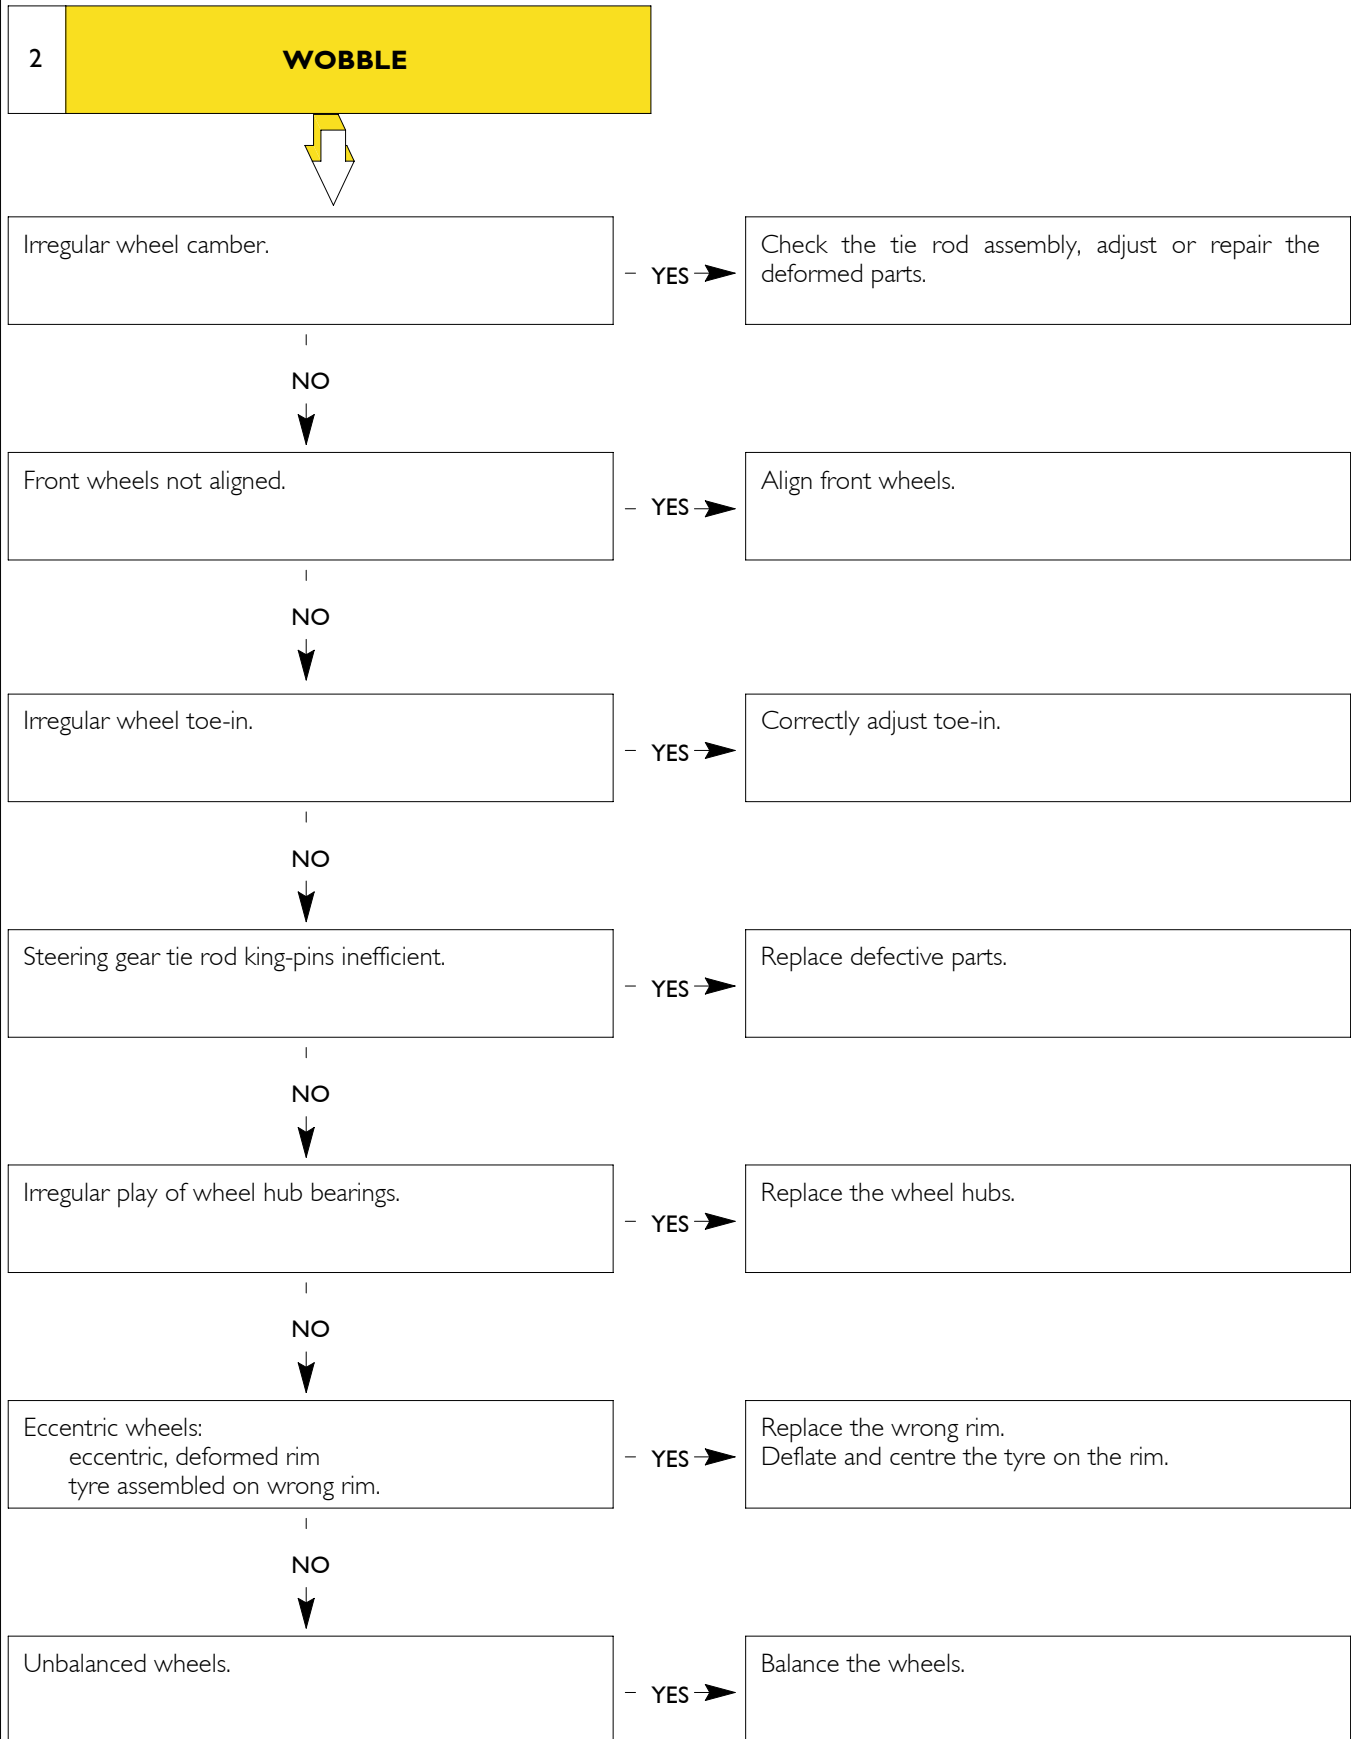 2
WOBBLE
Irregular wheel camber.
YES
Check the tie rod assembly, adjust or repair the
deformed parts.
NO
Front wheels not aligned.
YES
Align front wheels.
NO
Irregular wheel toe-in.
YES
Correctly adjust toe-in.
NO
Steering gear tie rod king-pins inefficient.
YES
Replace defective parts.
NO
Irregular play of wheel hub bearings.
YES
Replace the wheel hubs.
NO
Eccentric wheels:
eccentric, deformed rim
tyre assembled on wrong rim.
YES
Replace the wrong rim.
Deflate and centre the tyre on the rim.
NO
Unbalanced wheels.
YES
Balance the wheels.